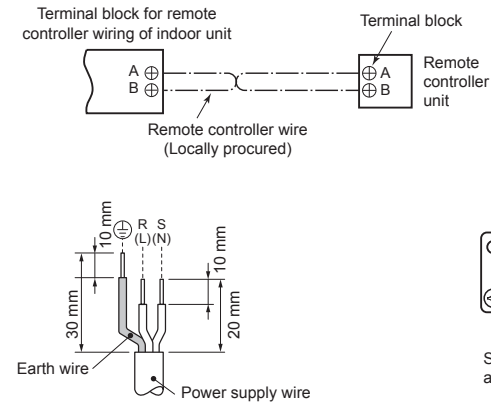 Terminal block for remote
controller wiring of indoor unit
Terminal block
A
B
A
B
Remote
controller
unit
Remote controller wire
(Locally procured)
R S
(L)(N)
10 mm
10 mm
30 mm
20 mm
Earth wire
Power supply wire
S
a